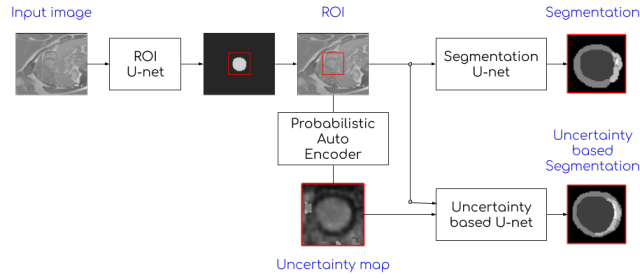 Input image
ROI
Segmentation
ROI
U-net
Segmentation
U-net
Probabilistic
Auto
Encoder
Uncertainty
based
Segmentation
Uncertainty
based U-net
Uncertainty map